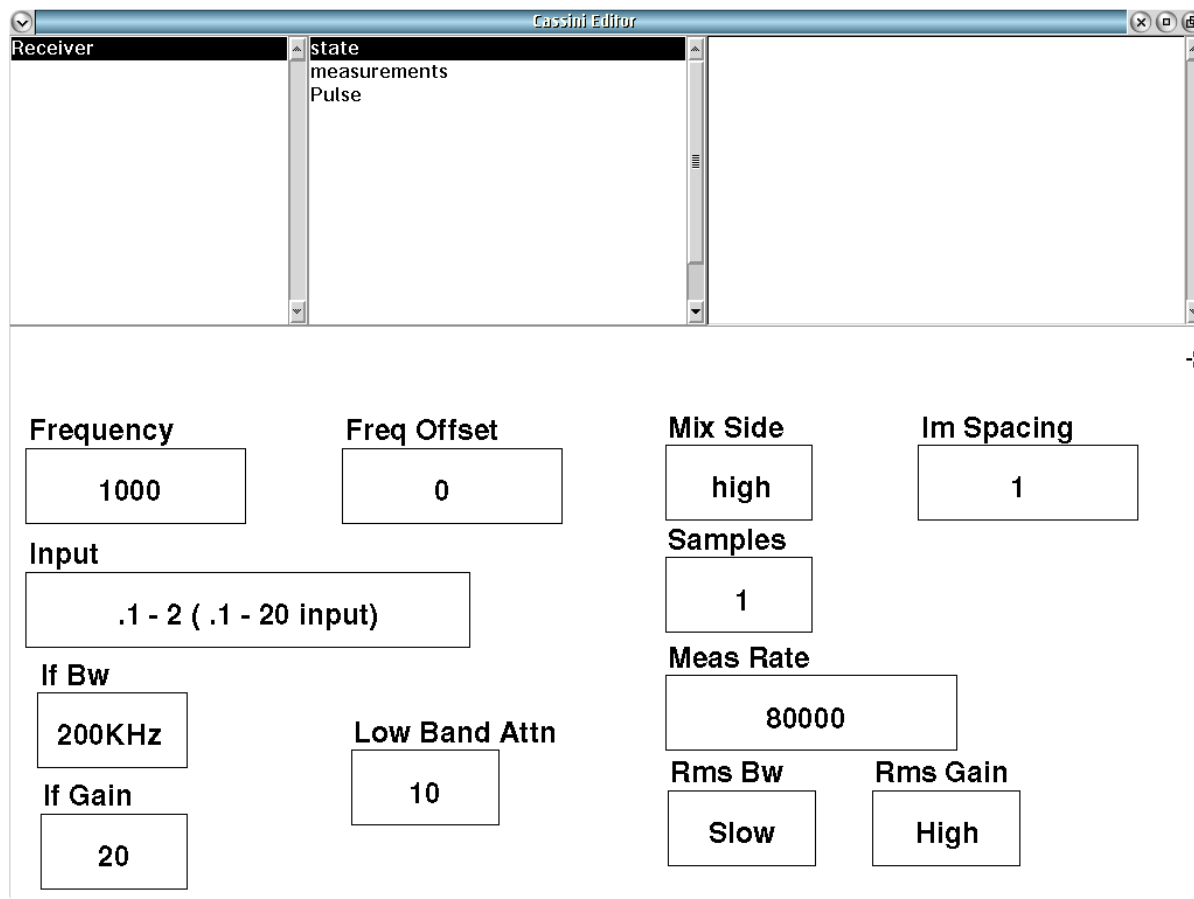 Cassini Editor
Receiver
state
measurements
Pulse
Frequency
1000
Freq Offset
0
Mix Side
high
Im Spacing
1
Input
.1 - 2 ( .1 - 20 input)
Samples
1
If Bw
200KHz
Low Band Attn
10
Meas Rate
80000
If Gain
20
Rms Bw
Slow
Rms Gain
High